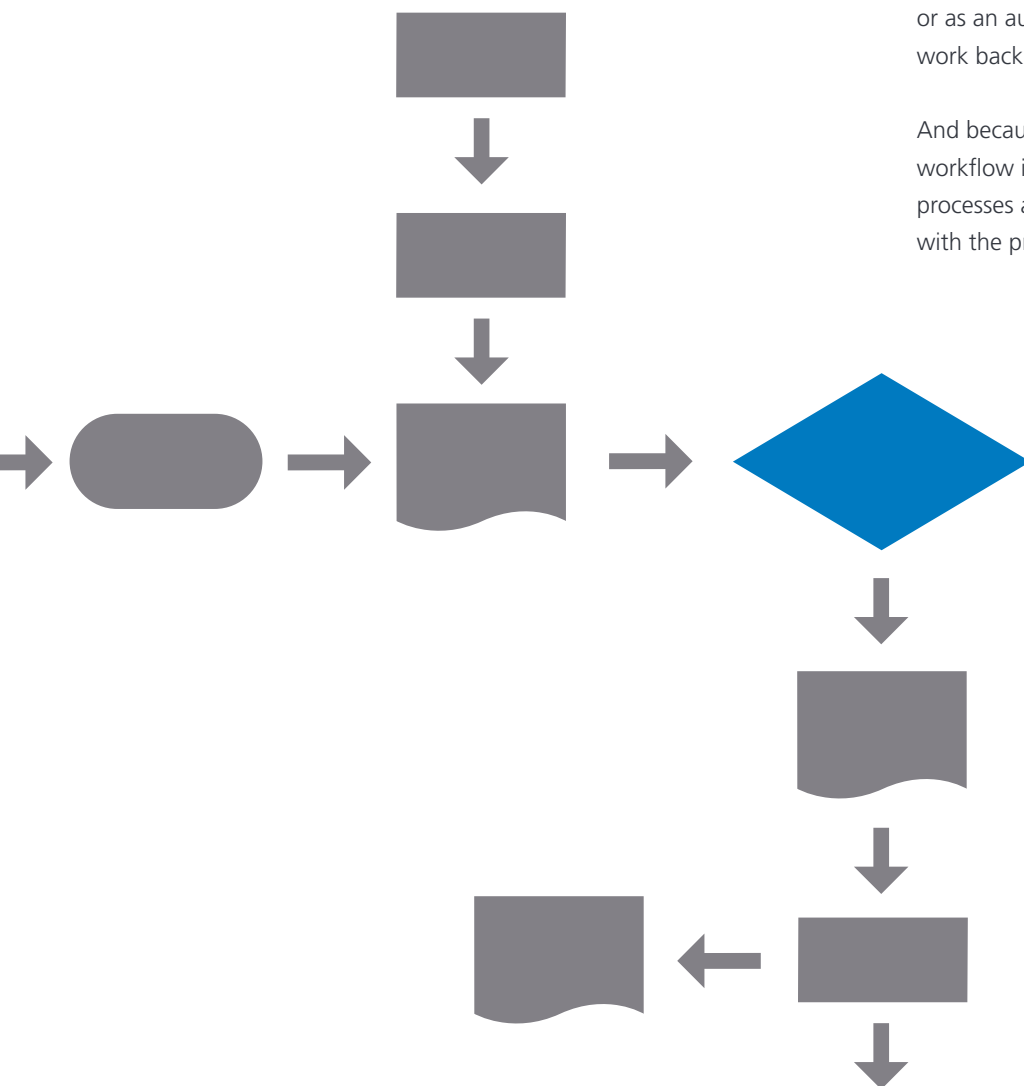 or as an au
work back
And becau
workflow i
processes a
with the pr